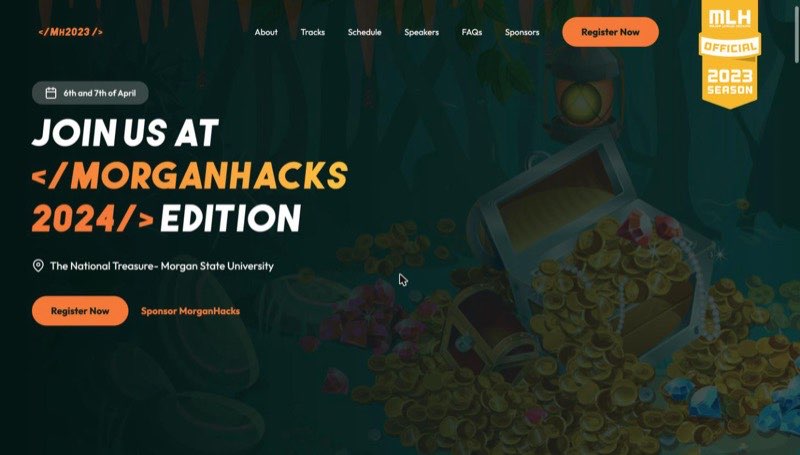 </MH2023 />
About
Tracks
Schedule
Speakers
FAQs
Sponsors
Register Now
MLH
OFFICIAL
2023
SEASON
6th and 7th of April
JOIN US AT
</MORGANHACKS
2024/> EDITION
The National Treasure- Morgan State University
Register Now
Sponsor MorganHacks